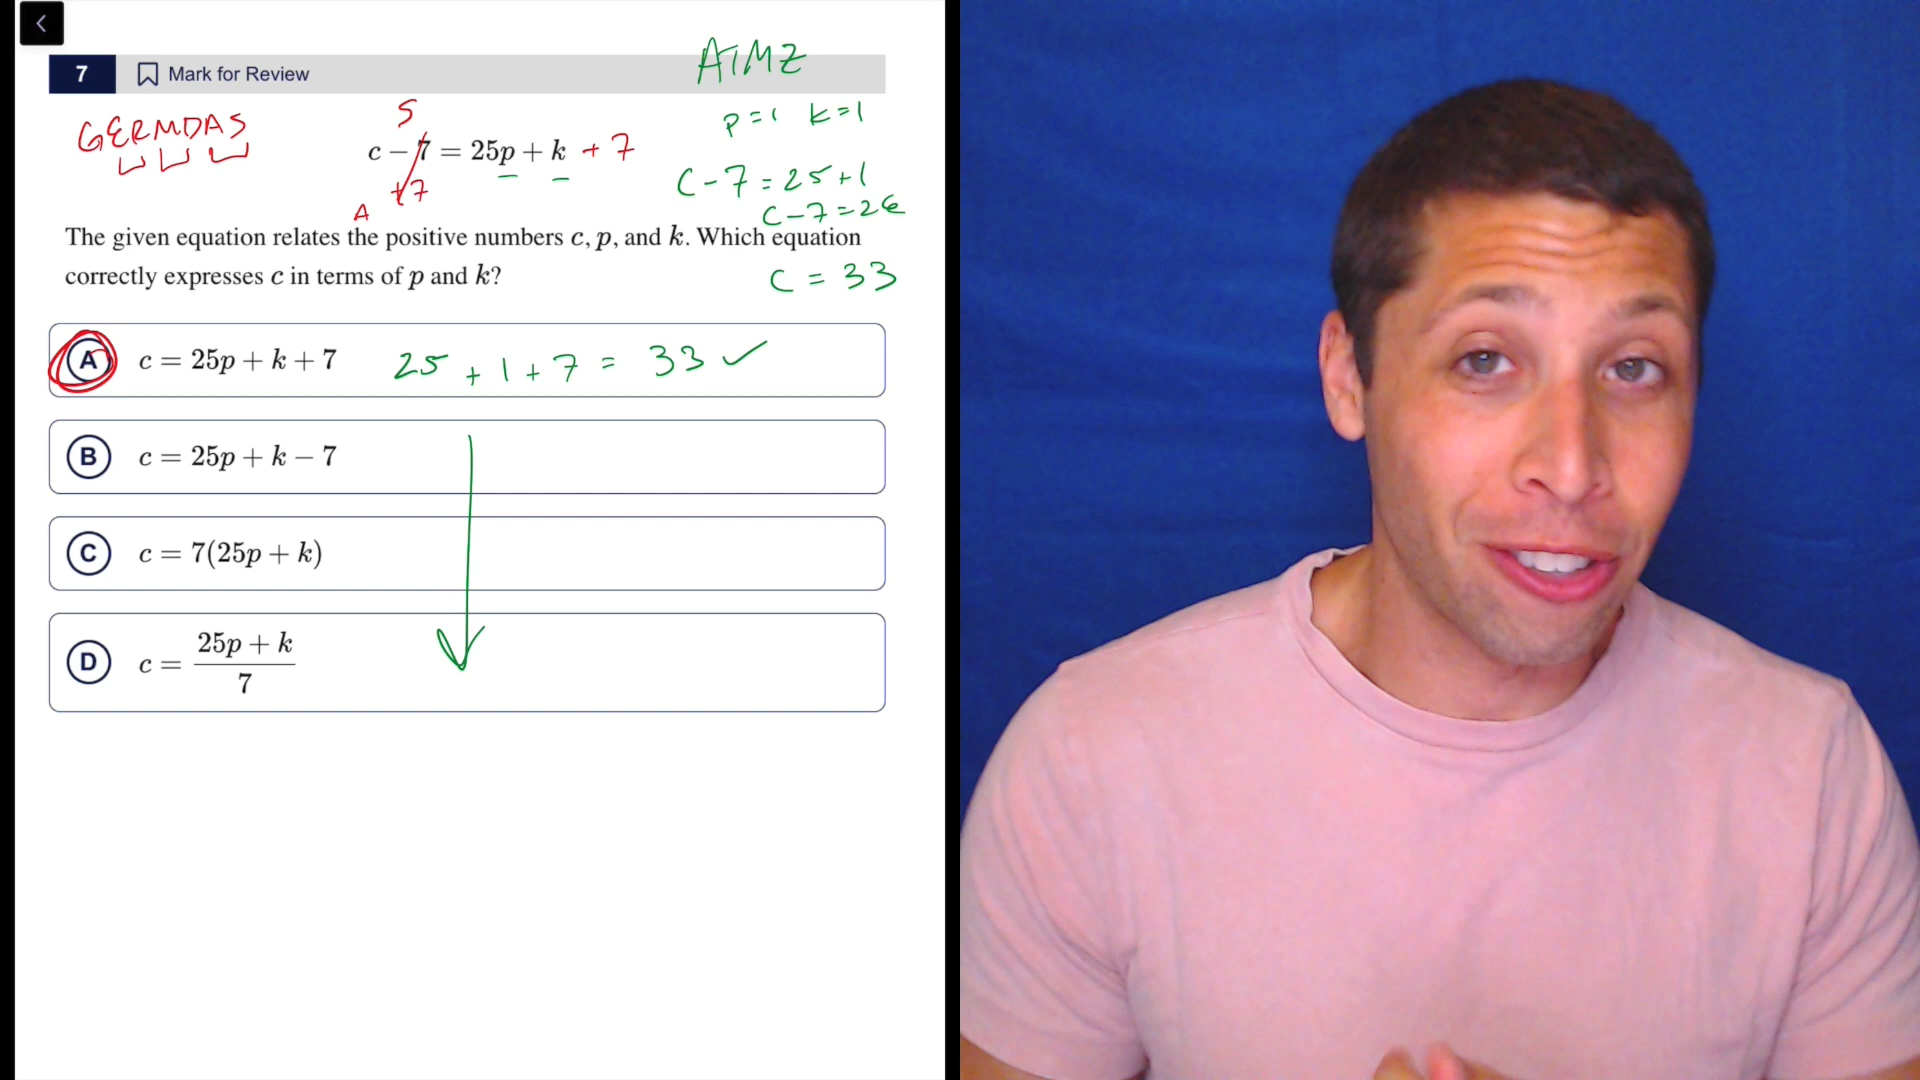 7 Mark for Review
AIMZ
GERMDAS
S
p = 1 k = 1
c − 7 = 25p + k + 7
+7
A
C - 7 = 25 + 1
C - 7 = 26
The given equation relates the positive numbers c, p, and k. Which equation
correctly expresses c in terms of p and k?
C = 33
A c = 25p + k + 7 25 + 1 + 7 = 33 ✓
B c = 25p + k − 7
C c = 7(25p + k)
D c = (25p + k)/7